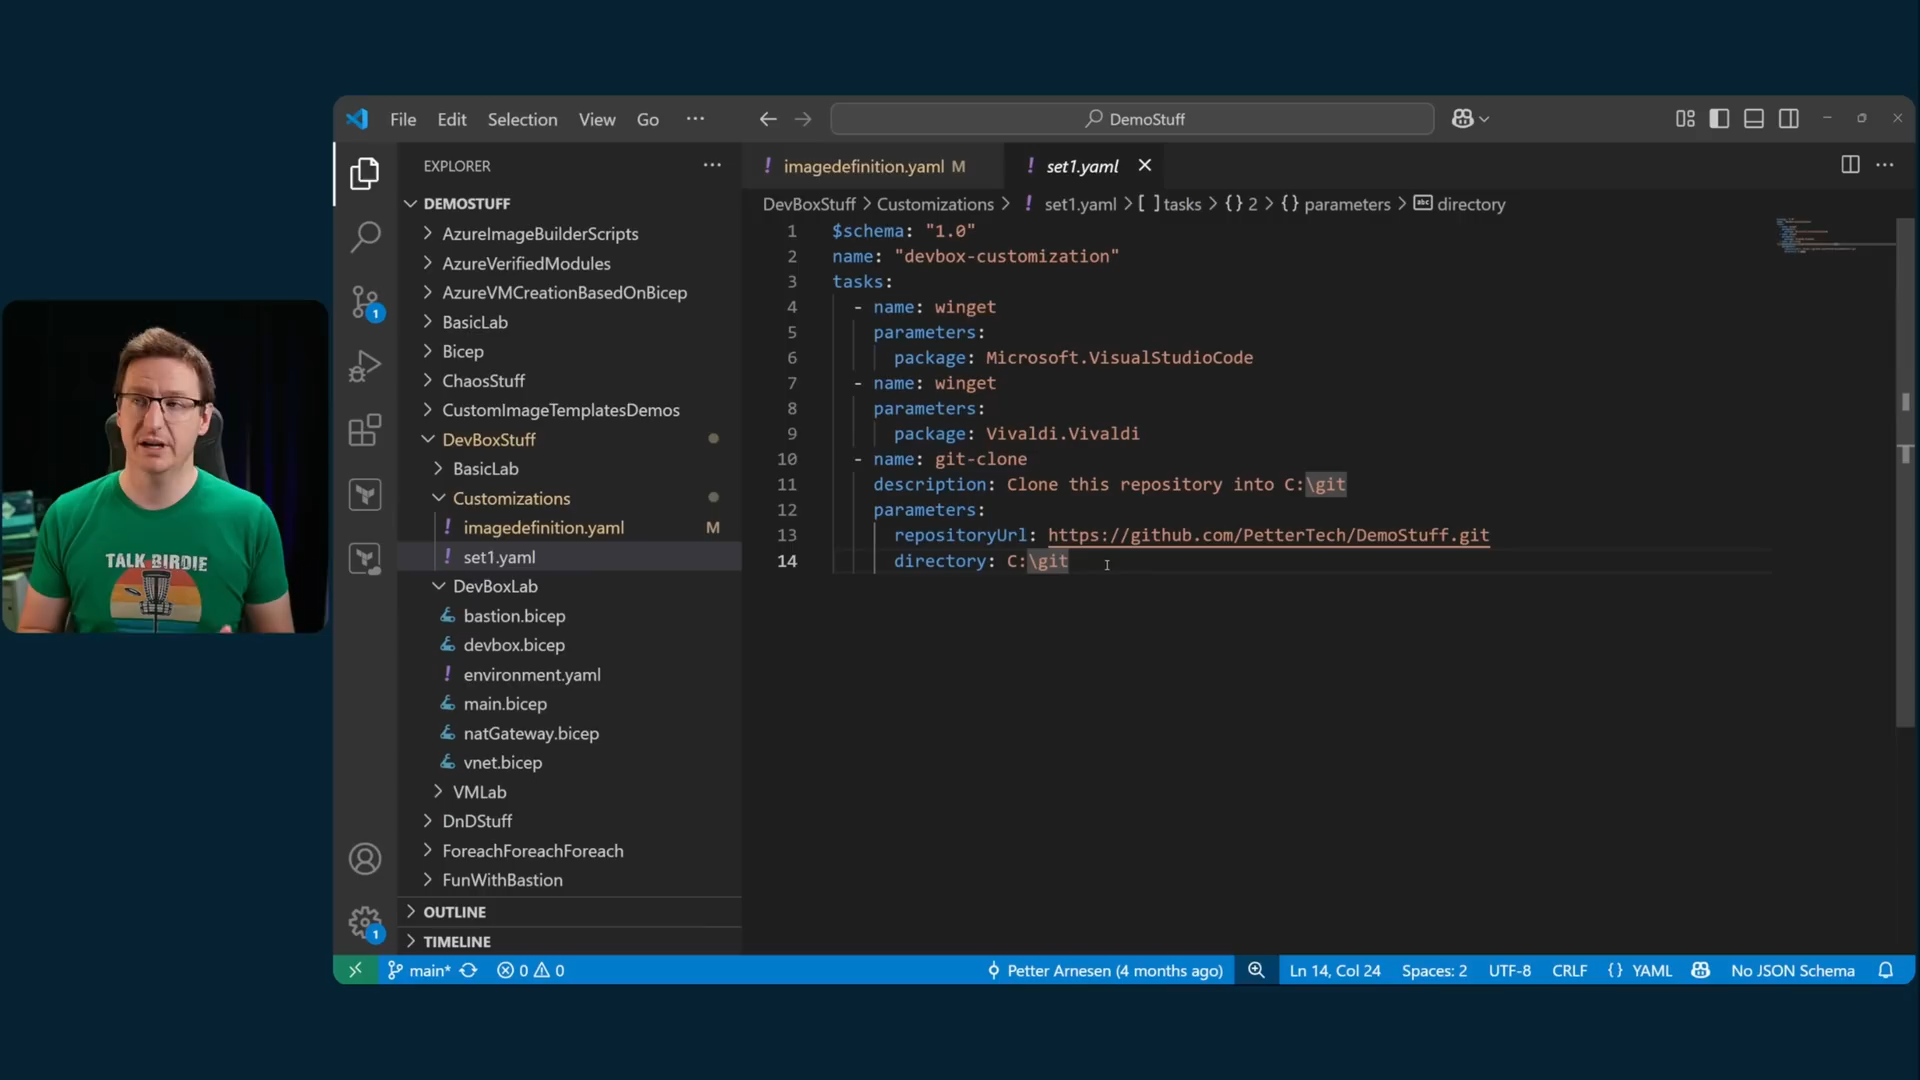 File Edit Selection View Go ··· DemoStuff
EXPLORER ···
DEMOSTUFF
AzureImageBuilderScripts
AzureVerifiedModules
AzureVMCreationBasedOnBicep
BasicLab
Bicep
ChaosStuff
CustomImageTemplatesDemos
DevBoxStuff
BasicLab
Customizations
imagedefinition.yaml M
set1.yaml
DevBoxLab
bastion.bicep
devbox.bicep
environment.yaml
main.bicep
natGateway.bicep
vnet.bicep
VMLab
DnDStuff
ForeachForeachForeach
FunWithBastion
OUTLINE
TIMELINE
1
1
! imagedefinition.yaml M ! set1.yaml
DevBoxStuff > Customizations > ! set1.yaml > [ ] tasks > {} 2 > {} parameters > abc directory
1 $schema: "1.0"
2 name: "devbox-customization"
3 tasks:
4 - name: winget
5 parameters:
6 package: Microsoft.VisualStudioCode
7 - name: winget
8 parameters:
9 package: Vivaldi.Vivaldi
10 - name: git-clone
11 description: Clone this repository into C:\git
12 parameters:
13 repositoryUrl: https://github.com/PetterTech/DemoStuff.git
14 directory: C:\git
main* 0 0 Petter Arnesen (4 months ago) Ln 14, Col 24 Spaces: 2 UTF-8 CRLF {} YAML No JSON Schema
TALK BIRDIE